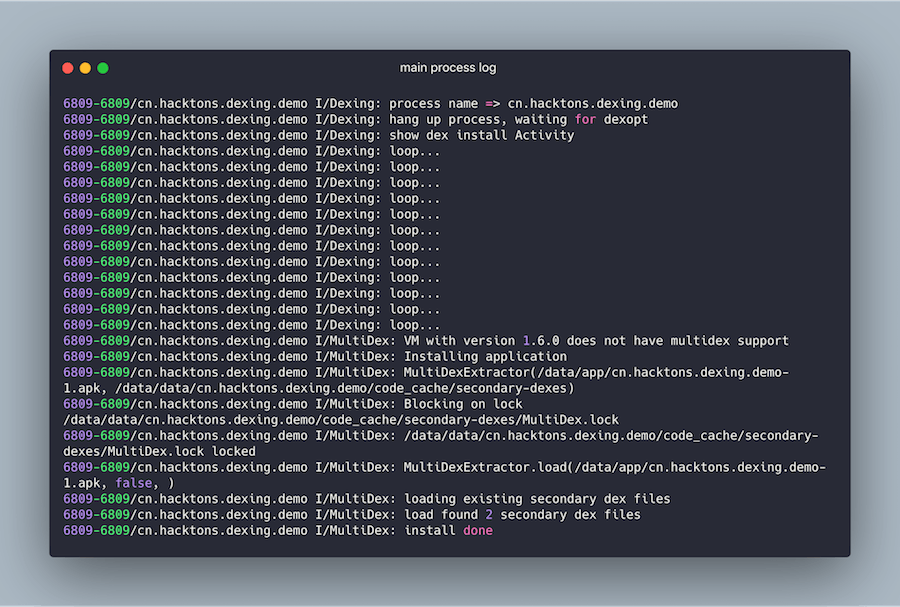 main process log
6809-6809/cn.hacktons.dexing.demo I/Dexing: process name => cn.hacktons.dexing.demo
6809-6809/cn.hacktons.dexing.demo I/Dexing: hang up process, waiting for dexopt
6809-6809/cn.hacktons.dexing.demo I/Dexing: show dex install Activity
6809-6809/cn.hacktons.dexing.demo I/Dexing: loop...
6809-6809/cn.hacktons.dexing.demo I/Dexing: loop...
6809-6809/cn.hacktons.dexing.demo I/Dexing: loop...
6809-6809/cn.hacktons.dexing.demo I/Dexing: loop...
6809-6809/cn.hacktons.dexing.demo I/Dexing: loop...
6809-6809/cn.hacktons.dexing.demo I/Dexing: loop...
6809-6809/cn.hacktons.dexing.demo I/Dexing: loop...
6809-6809/cn.hacktons.dexing.demo I/Dexing: loop...
6809-6809/cn.hacktons.dexing.demo I/Dexing: loop...
6809-6809/cn.hacktons.dexing.demo I/Dexing: loop...
6809-6809/cn.hacktons.dexing.demo I/Dexing: loop...
6809-6809/cn.hacktons.dexing.demo I/Dexing: loop...
6809-6809/cn.hacktons.dexing.demo I/MultiDex: VM with version 1.6.0 does not have multidex support
6809-6809/cn.hacktons.dexing.demo I/MultiDex: Installing application
6809-6809/cn.hacktons.dexing.demo I/MultiDex: MultiDexExtractor(/data/app/cn.hacktons.dexing.demo-
1.apk, /data/data/cn.hacktons.dexing.demo/code_cache/secondary-dexes)
6809-6809/cn.hacktons.dexing.demo I/MultiDex: Blocking on lock
/data/data/cn.hacktons.dexing.demo/code_cache/secondary-dexes/MultiDex.lock
6809-6809/cn.hacktons.dexing.demo I/MultiDex: /data/data/cn.hacktons.dexing.demo/code_cache/secondary-
dexes/MultiDex.lock locked
6809-6809/cn.hacktons.dexing.demo I/MultiDex: MultiDexExtractor.load(/data/app/cn.hacktons.dexing.demo-
1.apk, false, )
6809-6809/cn.hacktons.dexing.demo I/MultiDex: loading existing secondary dex files
6809-6809/cn.hacktons.dexing.demo I/MultiDex: load found 2 secondary dex files
6809-6809/cn.hacktons.dexing.demo I/MultiDex: install done